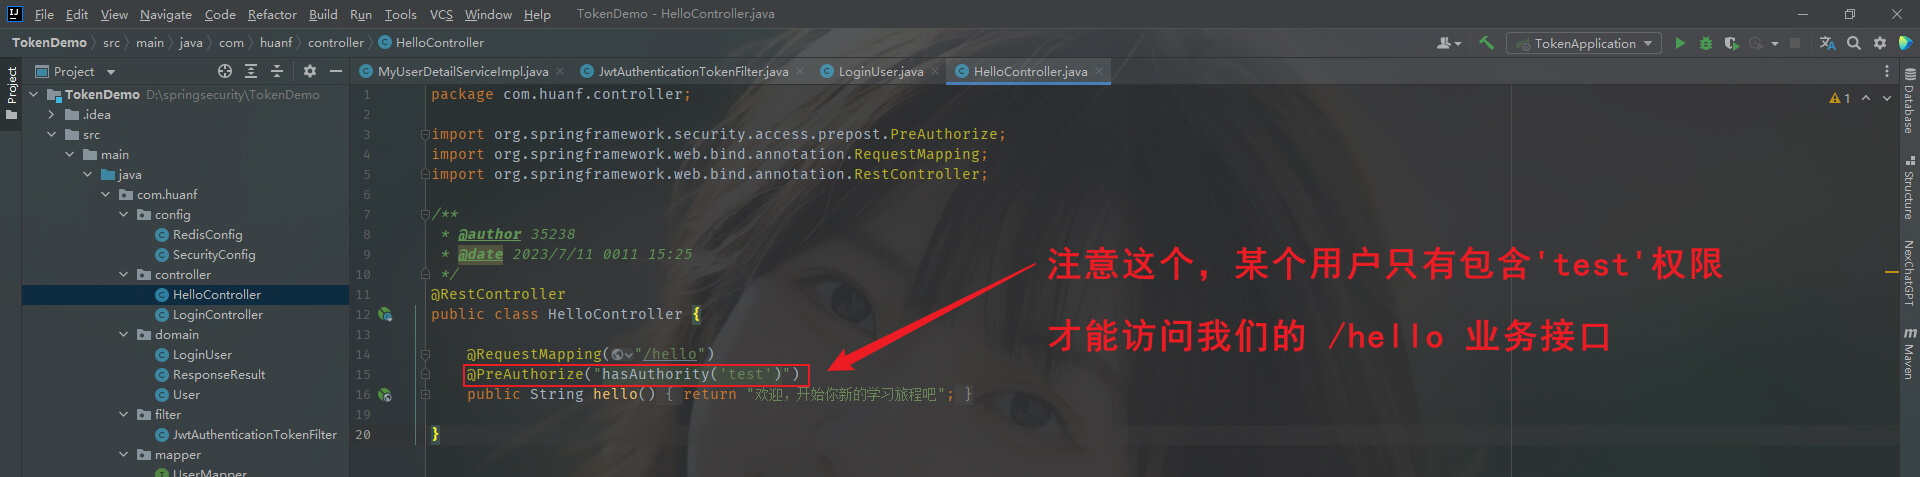 File Edit View Navigate Code Refactor Build Run Tools VCS Window Help TokenDemo - HelloController.java
TokenDemo src main java com huanf controller HelloController TokenApplication
Project
Project
MyUserDetailServiceImpl.java JwtAuthenticationTokenFilter.java LoginUser.java HelloController.java
TokenDemo D:\springsecurity\TokenDemo
.idea
src
main
java
com.huanf
config
RedisConfig
SecurityConfig
controller
HelloController
LoginController
domain
LoginUser
ResponseResult
User
filter
JwtAuthenticationTokenFilter
mapper
UserMapper
1 package com.huanf.controller;
2
3 import org.springframework.security.access.prepost.PreAuthorize;
4 import org.springframework.web.bind.annotation.RequestMapping;
5 import org.springframework.web.bind.annotation.RestController;
6
7 /**
8 * @author 35238
9 * @date 2023/7/11 0011 15:25
10 */
11 @RestController
12 public class HelloController {
13
14 @RequestMapping("/hello")
15 @PreAuthorize("hasAuthority('test')")
16 public String hello() { return "欢迎，开始你新的学习旅程吧"; }
19
20 }
1
注意这个，某个用户只有包含'test'权限
才能访问我们的 /hello 业务接口
Database
Structure
NexChatGPT
m
Maven